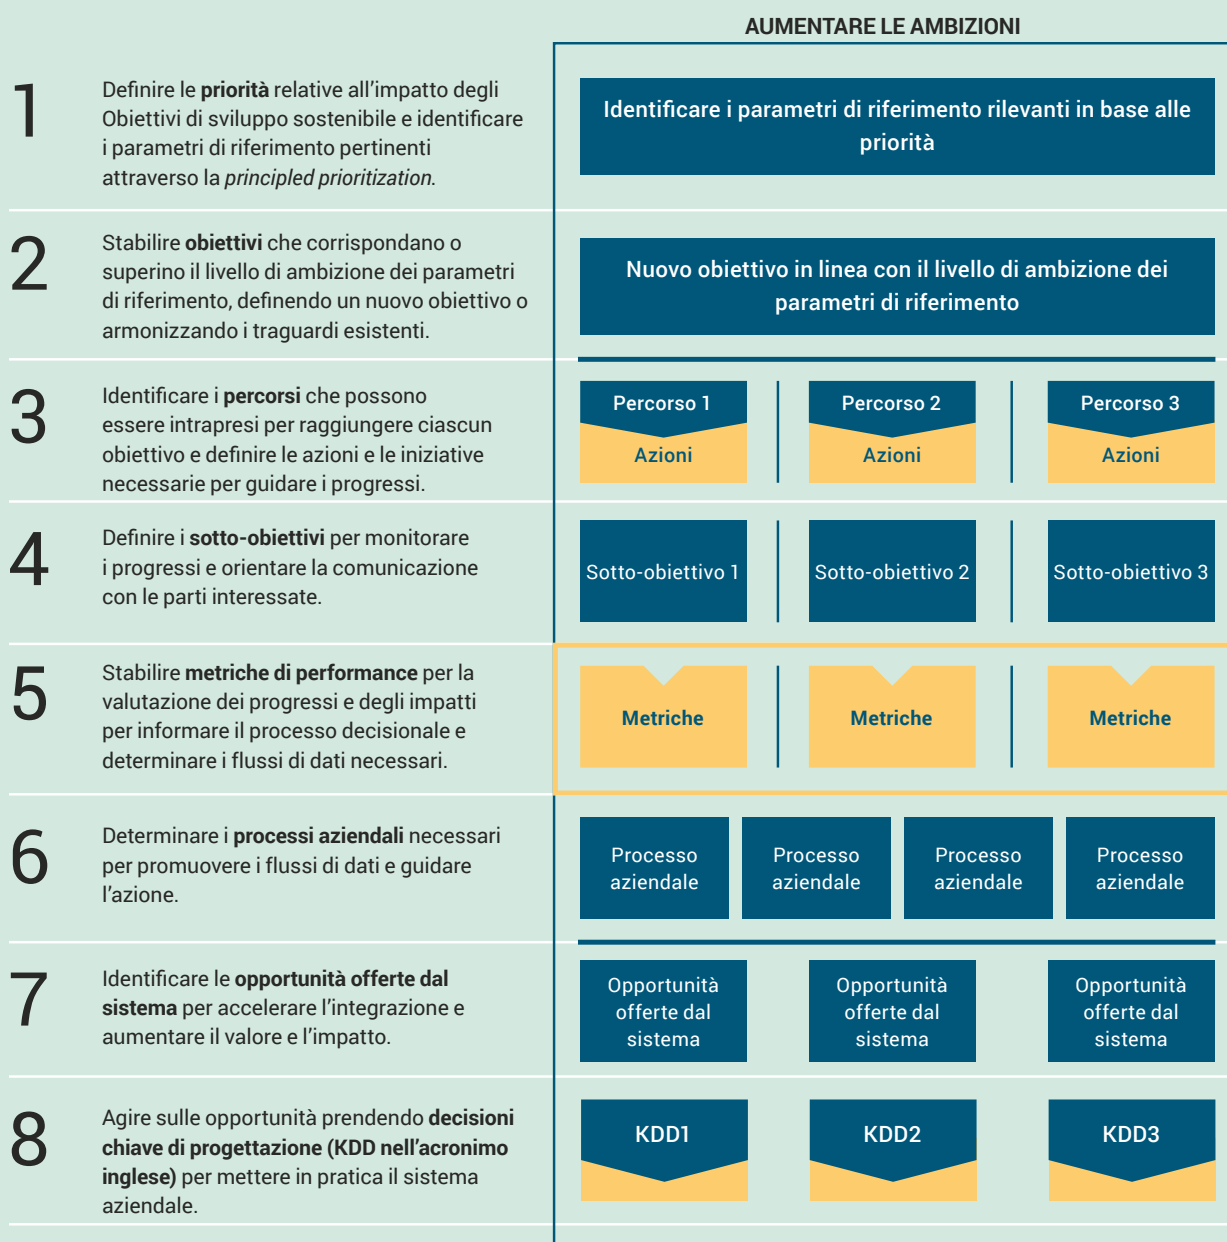 AUMENTARE LE AMBIZIONI
1
Definire le priorità relative all’impatto degli
Obiettivi di sviluppo sostenibile e identificare
i parametri di riferimento pertinenti
attraverso la principled prioritization.
Identificare i parametri di riferimento rilevanti in base alle
priorità
2
Stabilire obiettivi che corrispondano o
superino il livello di ambizione dei parametri
di riferimento, definendo un nuovo obiettivo o
armonizzando i traguardi esistenti.
Nuovo obiettivo in linea con il livello di ambizione dei
parametri di riferimento
3
Identificare i percorsi che possono
essere intrapresi per raggiungere ciascun
obiettivo e definire le azioni e le iniziative
necessarie per guidare i progressi.
Percorso 1
Azioni
Percorso 2
Azioni
Percorso 3
Azioni
4
Definire i sotto-obiettivi per monitorare
i progressi e orientare la comunicazione
con le parti interessate.
Sotto-obiettivo 1
Sotto-obiettivo 2
Sotto-obiettivo 3
5
Stabilire metriche di performance per la
valutazione dei progressi e degli impatti
per informare il processo decisionale e
determinare i flussi di dati necessari.
Metriche
Metriche
Metriche
6
Determinare i processi aziendali necessari
per promuovere i flussi di dati e guidare
l’azione.
Processo
aziendale
Processo
aziendale
Processo
aziendale
Processo
aziendale
7
Identificare le opportunità offerte dal
sistema per accelerare l’integrazione e
aumentare il valore e l’impatto.
Opportunità
offerte dal
sistema
Opportunità
offerte dal
sistema
Opportunità
offerte dal
sistema
8
Agire sulle opportunità prendendo decisioni
chiave di progettazione (KDD nell’acronimo
inglese) per mettere in pratica il sistema
aziendale.
KDD1
KDD2
KDD3